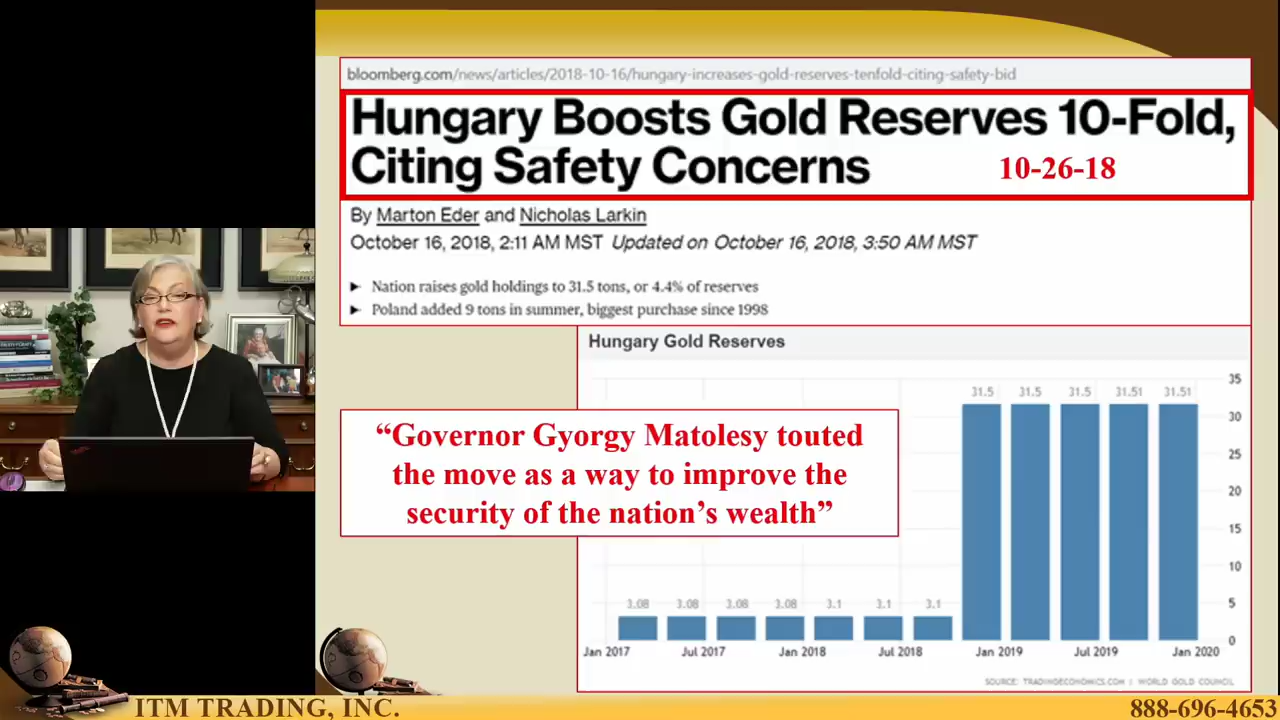 bloomberg.com/news/articles/2018-10-16/hungary-increases-gold-reserves-tenfold-citing-safety-bid
Hungary Boosts Gold Reserves 10-Fold,
Citing Safety Concerns
10-26-18
By Marton Eder and Nicholas Larkin
October 16, 2018, 2:11 AM MST Updated on October 16, 2018, 3:50 AM MST
Nation raises gold holdings to 31.5 tons, or 4.4% of reserves
Poland added 9 tons in summer, biggest purchase since 1998
Hungary Gold Reserves
“Governor Gyorgy Matolesy touted
the move as a way to improve the
security of the nation’s wealth”
31.5 31.5 31.5 31.51 31.51
3.08 3.08 3.08 3.08 3.1 3.1 3.1
35
30
25
20
15
10
5
0
Jan 2017 Jul 2017 Jan 2018 Jul 2018 Jan 2019 Jul 2019 Jan 2020
SOURCE: TRADINGECONOMICS.COM | WORLD GOLD COUNCIL
ITM TRADING, INC.
888-696-4653